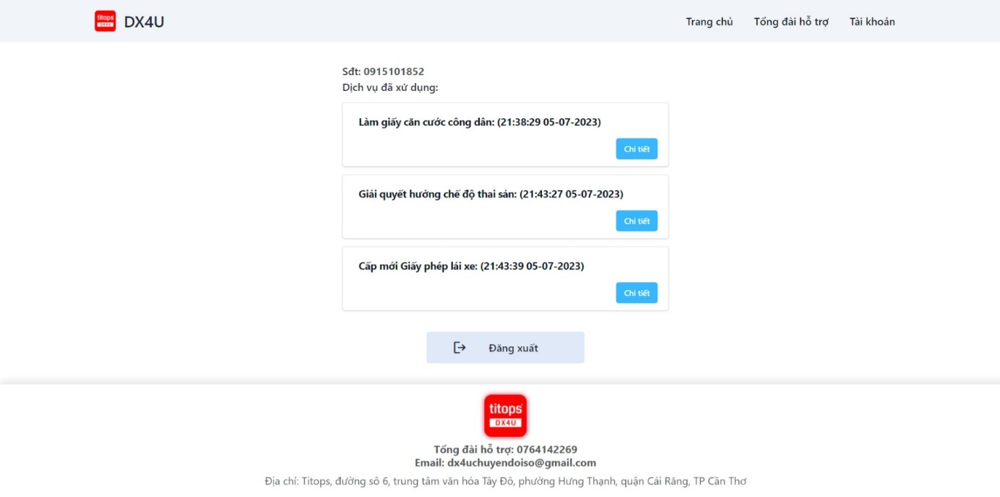 titops
DX4U
DX4U
Trang chủ
Tổng đài hỗ trợ
Tài khoản
Sđt: 0915101852
Dịch vụ đã xử dụng:
Làm giấy căn cước công dân: (21:38:29 05-07-2023)
Chi tiết
Giải quyết hưởng chế độ thai sản: (21:43:27 05-07-2023)
Chi tiết
Cấp mới Giấy phép lái xe: (21:43:39 05-07-2023)
Chi tiết
Đăng xuất
titops
DX4U
Tổng đài hỗ trợ: 0764142269
Email: dx4uchuyendoiso@gmail.com
Địa chỉ: Titops, đường số 6, trung tâm văn hóa Tây Đô, phường Hưng Thạnh, quận Cái Răng, TP Cần Thơ